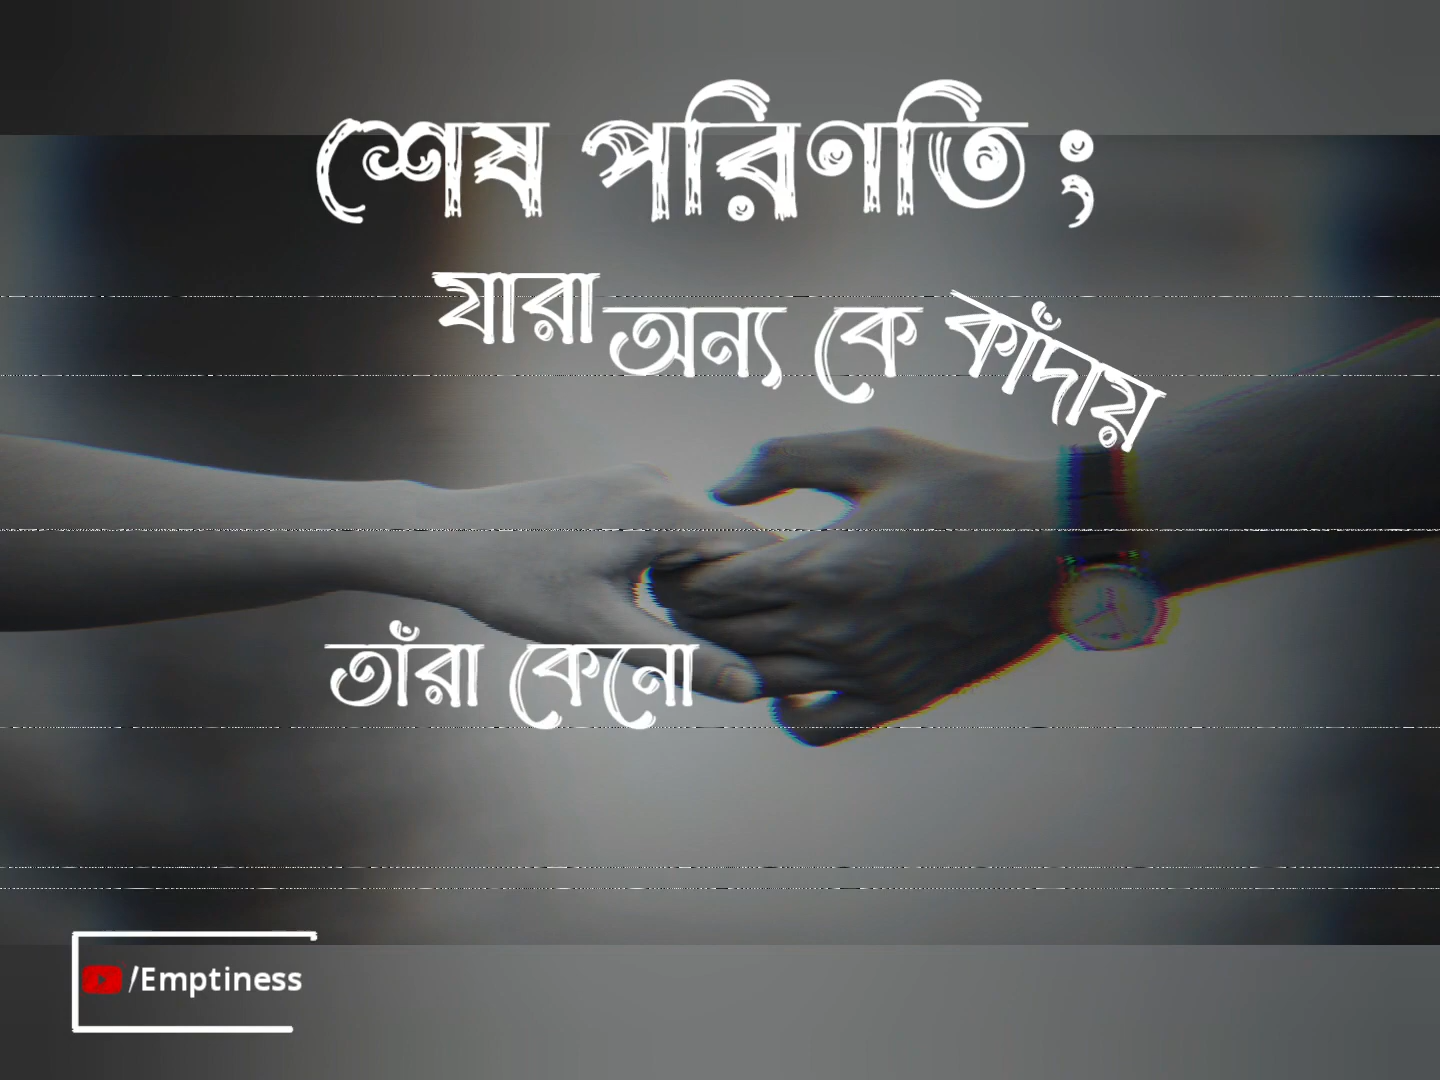 শেষ পরিণতি ;
যারা অন্য কে কাঁদায়
তাঁরা কেনো
/Emptiness